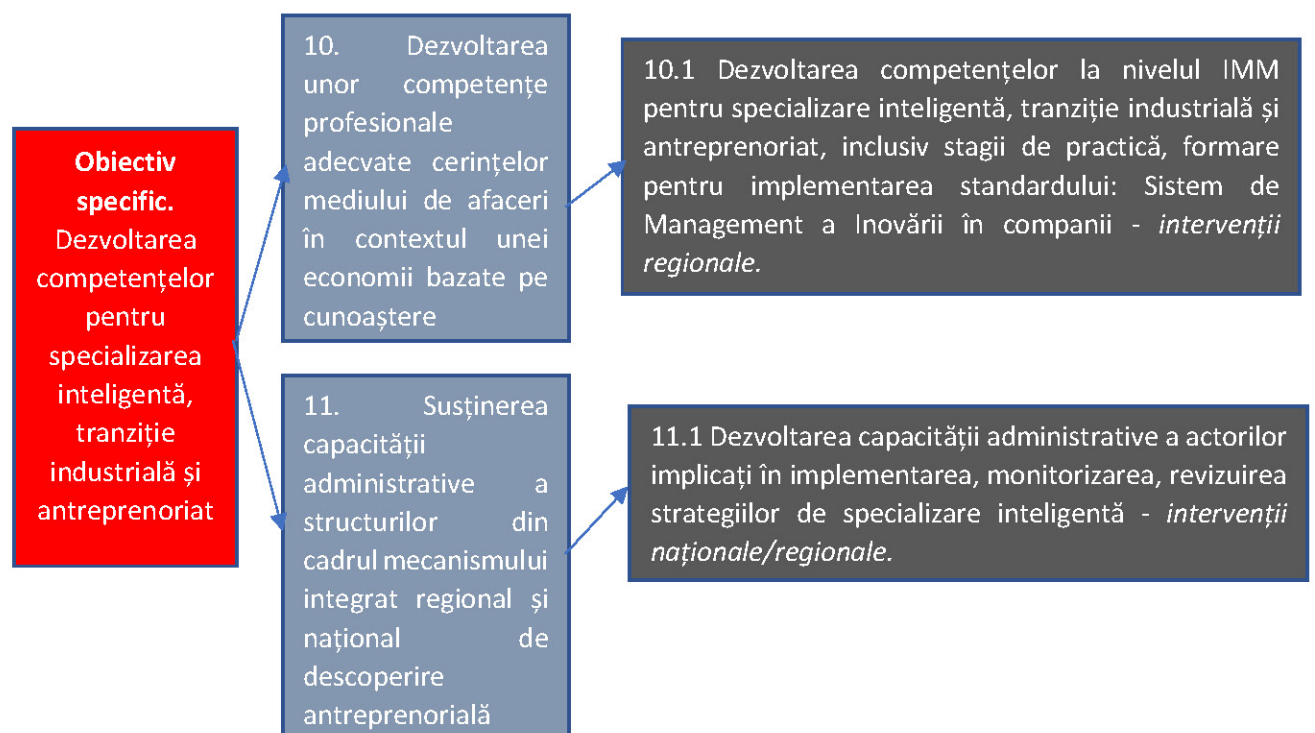 Obiectiv
specific.
Dezvoltarea
competențelor
pentru
specializarea
inteligentă,
tranziție
industrială și
antreprenoriat
10. Dezvoltarea
unor competențe
profesionale
adecvate cerințelor
mediului de afaceri
în contextul unei
economii bazate pe
cunoaștere
10.1 Dezvoltarea competențelor la nivelul IMM
pentru specializare inteligentă, tranziție industrială și
antreprenoriat, inclusiv stagii de practică, formare
pentru implementarea standardului: Sistem de
Management a Inovării în companii - intervenții
regionale.
11. Susținerea
capacității
administrative a
structurilor din
cadrul mecanismului
integrat regional și
național de
descoperire
antreprenorială
11.1 Dezvoltarea capacității administrative a actorilor
implicați în implementarea, monitorizarea, revizuirea
strategiilor de specializare inteligentă - intervenții
naționale/regionale.